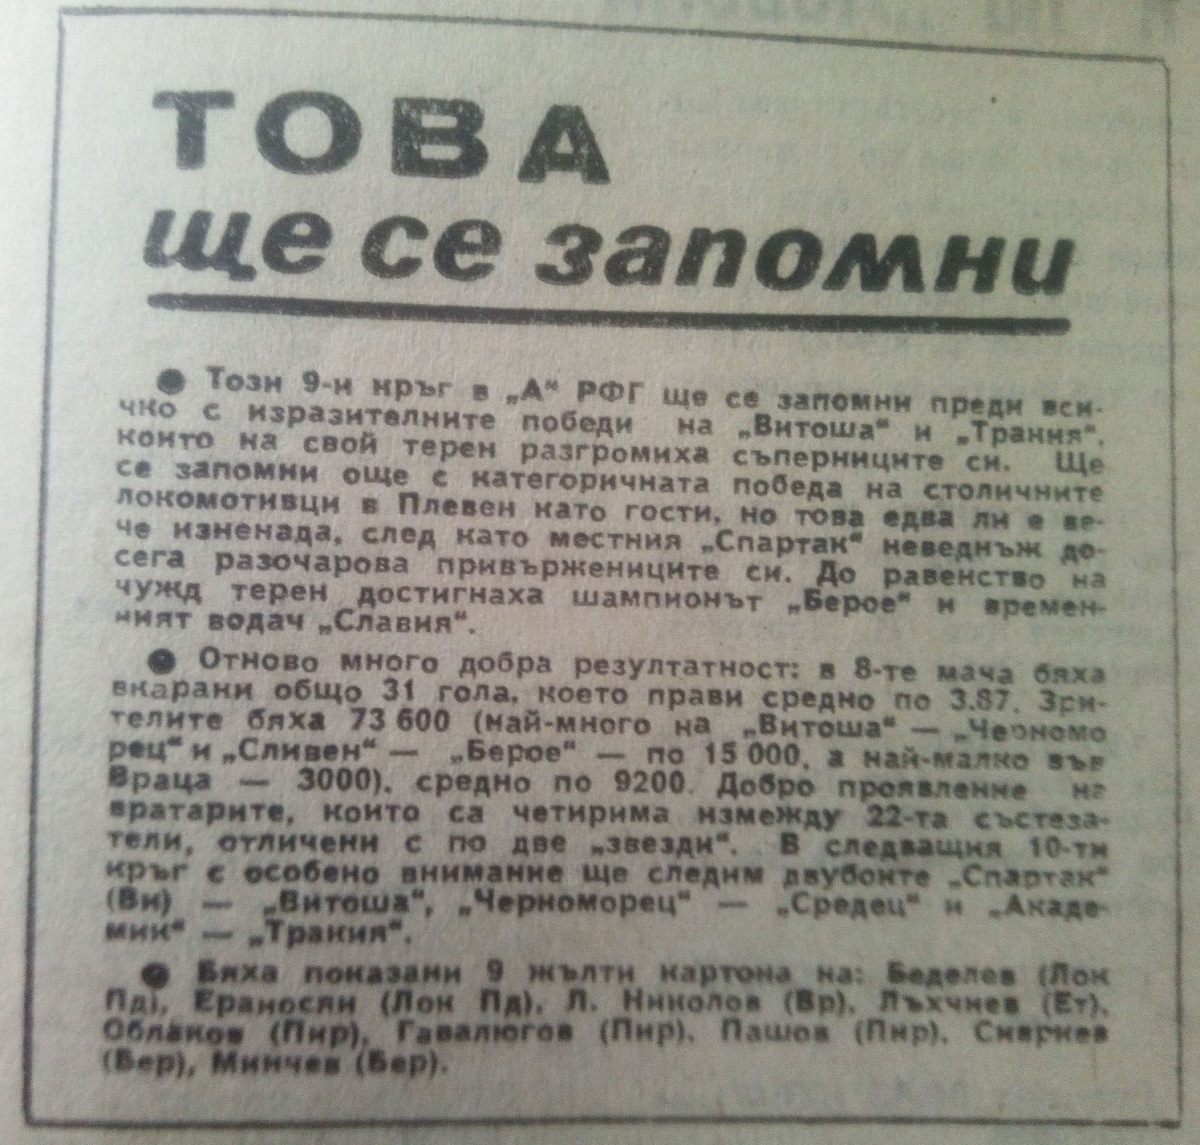 ТОВА
ще се запомни
● Този 9-и кръг в „А“ РФГ ще се запомни преди вси-
чко с изразителните победи на „Витоша“ и „Тракия“,
които на свой терен разгромиха съперниците си. Ще
се запомни още с категоричната победа на столичните
локомотивци в Плевен като гости, но това едва ли е ве-
че изненада, след като местния „Спартак“ неведнъж до-
сега разочарова привържениците си. До равенство на
чужд терен достигнаха шампионът „Берое“ и времен-
ният водач „Славия“.
● Отново много добра резултатност: в 8-те мача бяха
вкарани общо 31 гола, което прави средно по 3.87. Зри-
телите бяха 73 600 (най-много на „Витоша“ — „Черномо
рец“ и „Сливен“ — „Берое“ — по 15 000, а най-малко във
Враца — 3000), средно по 9200. Добро проявление на
вратарите, които са четирима измежду 22-та състеза-
тели, отличени с по две „звезди“. В следващия 10-ти
кръг с особено внимание ще следим двубоите „Спартак“
(Вн) — „Витоша“, „Черноморец“ — „Средец“ и „Акаде-
мик“ — „Тракия“.
● Бяха показани 9 жълти картона на: Беделев (Лок
Пд), Ераносян (Лок Пд), Л. Николов (Вр), Лъхчиев (Ет),
Облаков (Пир), Гавалюгов (Пир), Пашов (Пир),
(Бер), Минчев (Бер).